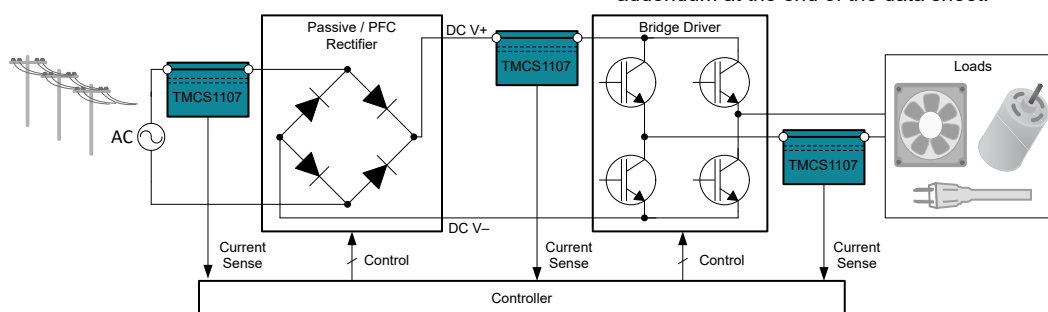 addendum at the end of the data sheet.
Passive / PFC
Rectifier
DC V+
Bridge Driver
TMCS1107
TMCS1107
Loads
AC
TMCS1107
DC V–
Current
Sense
Control
Current
Sense
Control
Current
Sense
Controller